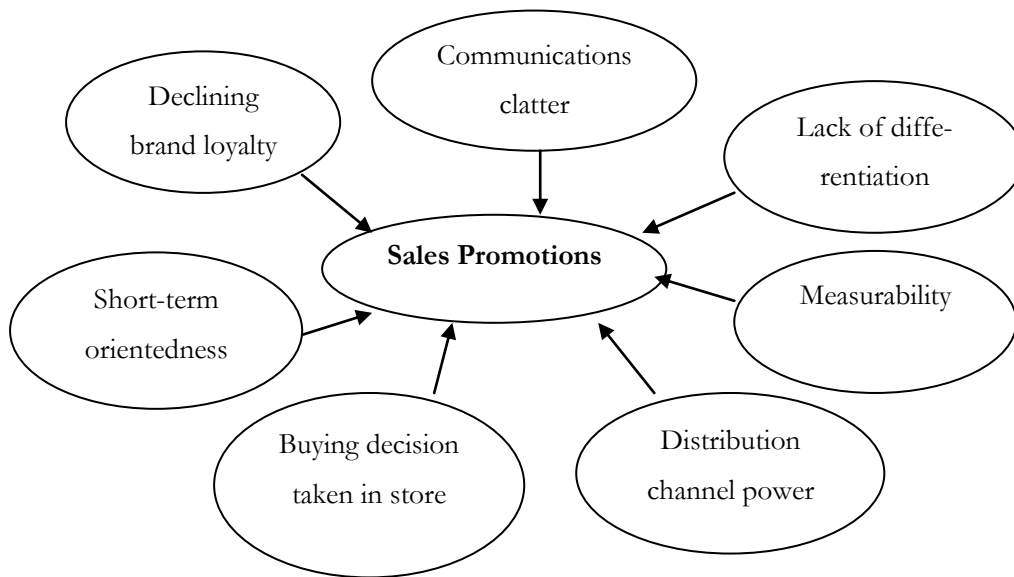 Communications
clatter
Declining
brand loyalty
Lack of diffe-
rentiation
Sales Promotions
Short-term
orientedness
Measurability
Buying decision
taken in store
Distribution
channel power